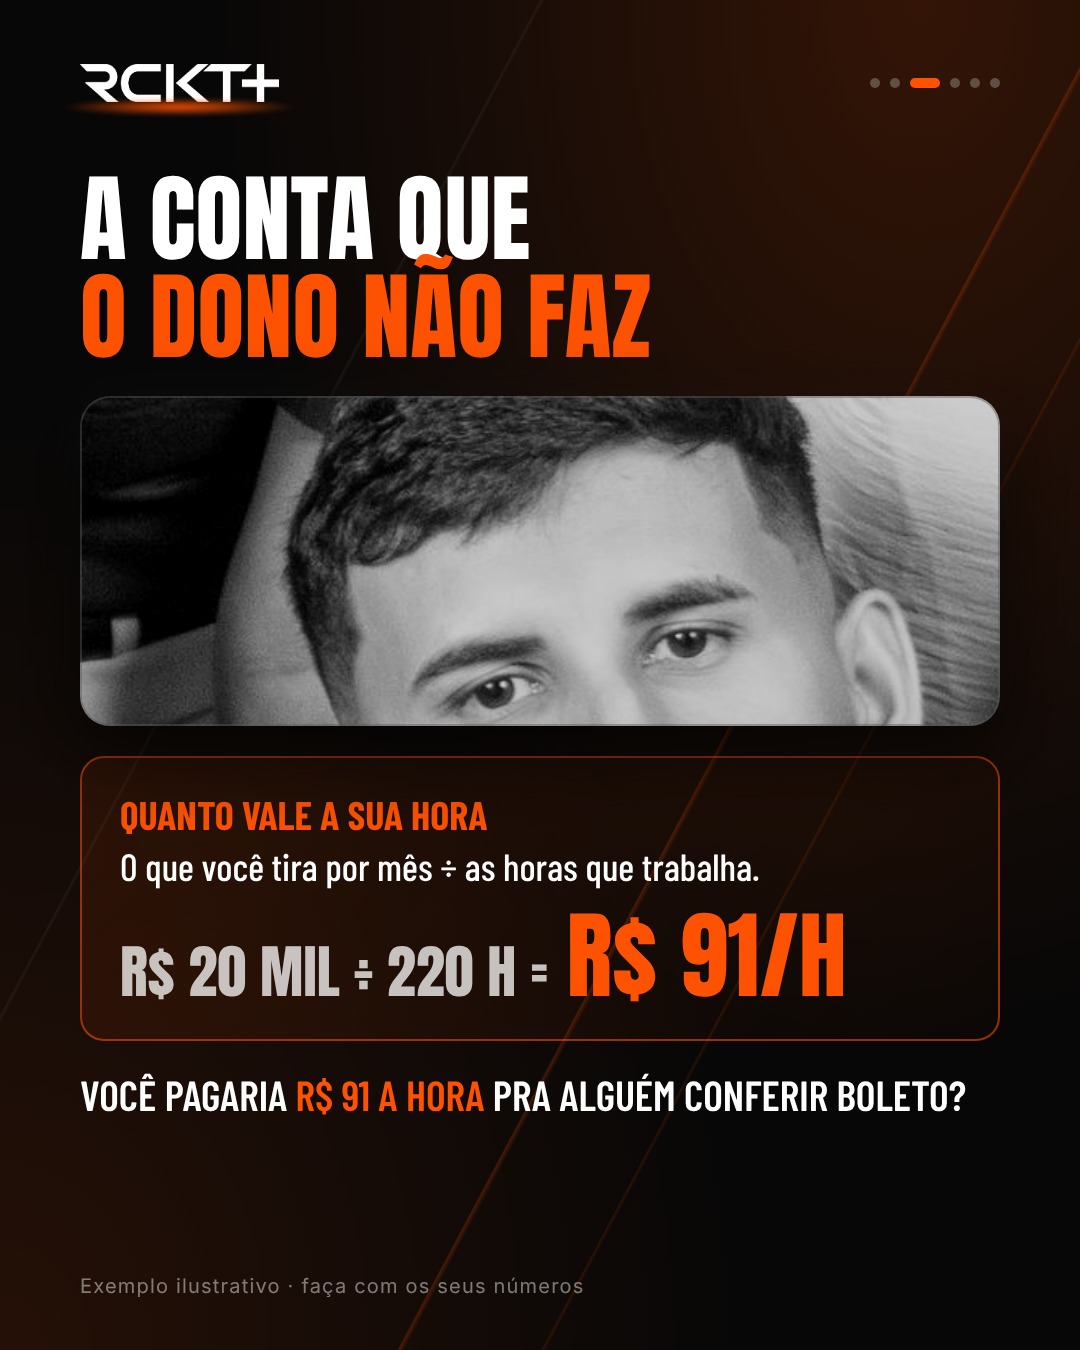 RCKT+
A CONTA QUE
O DONO NÃO FAZ
QUANTO VALE A SUA HORA
O que você tira por mês ÷ as horas que trabalha.
R$ 20 MIL ÷ 220 H = R$ 91/H
VOCÊ PAGARIA R$ 91 A HORA PRA ALGUÉM CONFERIR BOLETO?
Exemplo ilustrativo · faça com os seus números